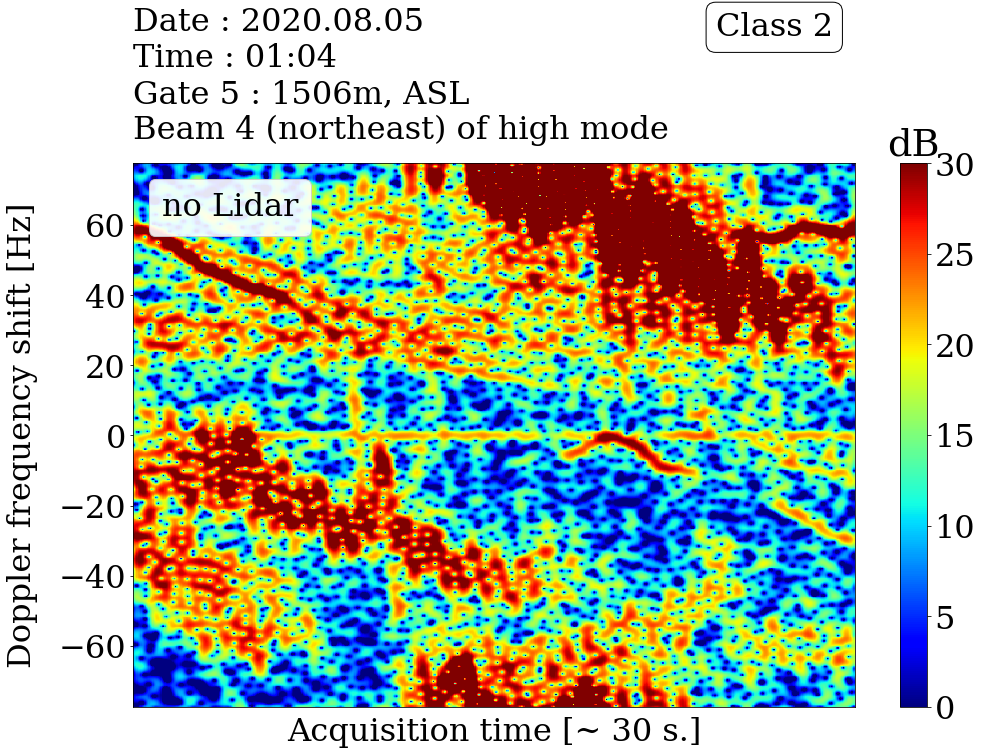 Date : 2020.08.05
Time : 01:04
Gate 5 : 1506m, ASL
Beam 4 (northeast) of high mode
Class 2
dB
no Lidar
Doppler frequency shift [Hz]
60
40
20
0
−20
−40
−60
30
25
20
15
10
5
0
Acquisition time [~ 30 s.]